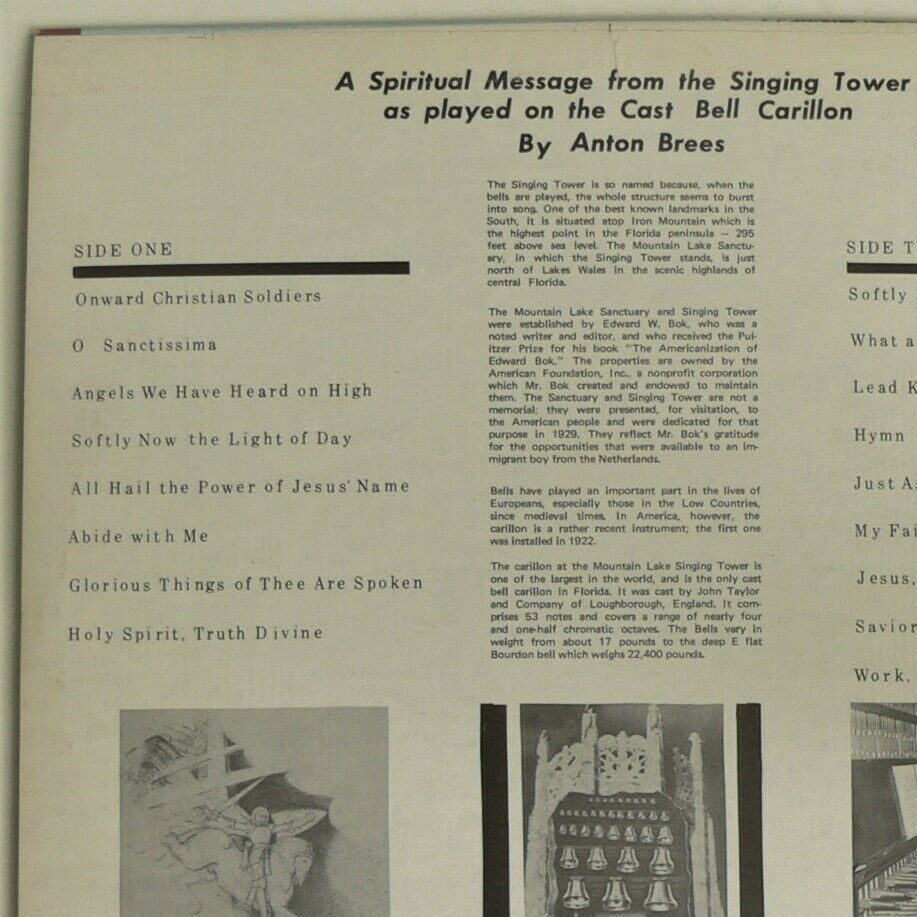 A Spiritual Message from the Singing Tower
as played on the Cast Bell Carillon
By Anton Brees
SIDE ONE
Onward Christian Soldiers
O Sanctissima
Angels We Have Heard on High
Softly Now the Light of Day
All Hail the Power of Jesus' Name
Abide with Me
Glorious Things of Thee Are Spoken
Holy Spirit, Truth Divine
The Singing Tower is so named because, when the
bells are played, the whole structure seems to burst
into song. One of the best known landmarks in the
South, it is situated atop Iron Mountain which is
the highest point in the Florida peninsula — 295
feet above sea level. The Mountain Lake Sanctu-
ary, in which the Singing Tower stands, is just
north of Lakes Wales in the scenic highlands of
central Florida.
The Mountain Lake Sanctuary and Singing Tower
were established by Edward W. Bok, who was a
noted writer and editor, and who received the Pul-
itzer Prize for his book "The Americanization of
Edward Bok." The properties are owned by the
American Foundation, Inc., a nonprofit corporation
which Mr. Bok created and endowed to maintain
them. The Sanctuary and Singing Tower are not a
memorial; they were presented, for visitation, to
the American people and were dedicated for that
purpose in 1929. They reflect Mr. Bok's gratitude
for the opportunities that were available to an im-
migrant boy from the Netherlands.
Bells have played an important part in the lives of
Europeans, especially those in the Low Countries,
since medieval times. In America, however, the
carillon is a rather recent instrument; the first one
was installed in 1922.
The carillon at the Mountain Lake Singing Tower is
one of the largest in the world, and is the only cast
bell carillon in Florida. It was cast by John Taylor
and Company of Loughborough, England. It com-
prises 53 notes and covers a range of nearly four
and one-half chromatic octaves. The Bells vary in
weight from about 17 pounds to the deep E flat
Bourdon bell which weighs 22,400 pounds.
SIDE T
Softly
What a
Lead K
Hymn
Just As
My Fai
Jesus,
Savior
Work,